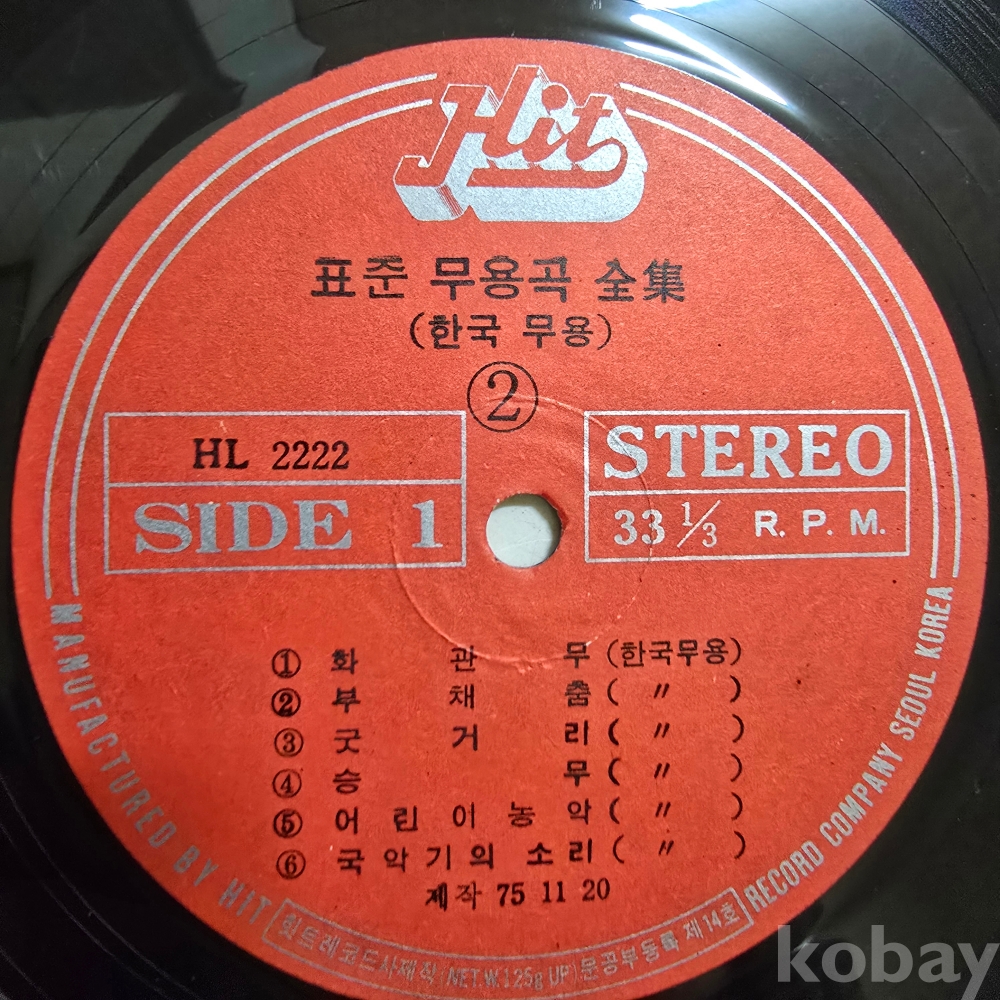 Hit
표준 무용곡 全集
(한국 무용)
②
HL 2222
SIDE 1
STEREO
33 1/3 R. P. M.
① 화 관 무 (한국무용)
② 부 채 춤 ( 〃 )
③ 굿 거 리 ( 〃 )
④ 승 무 ( 〃 )
⑤ 어 린 이 농 악 ( 〃 )
⑥ 국 악 기 의 소 리 ( 〃 )
제작 75 11 20
MANUFACTURED BY HIT 힛트레코드사제작 (NET.W.125g UP) 문공부등록 제14호 RECORD COMPANY SEOUL KOREA
kobay